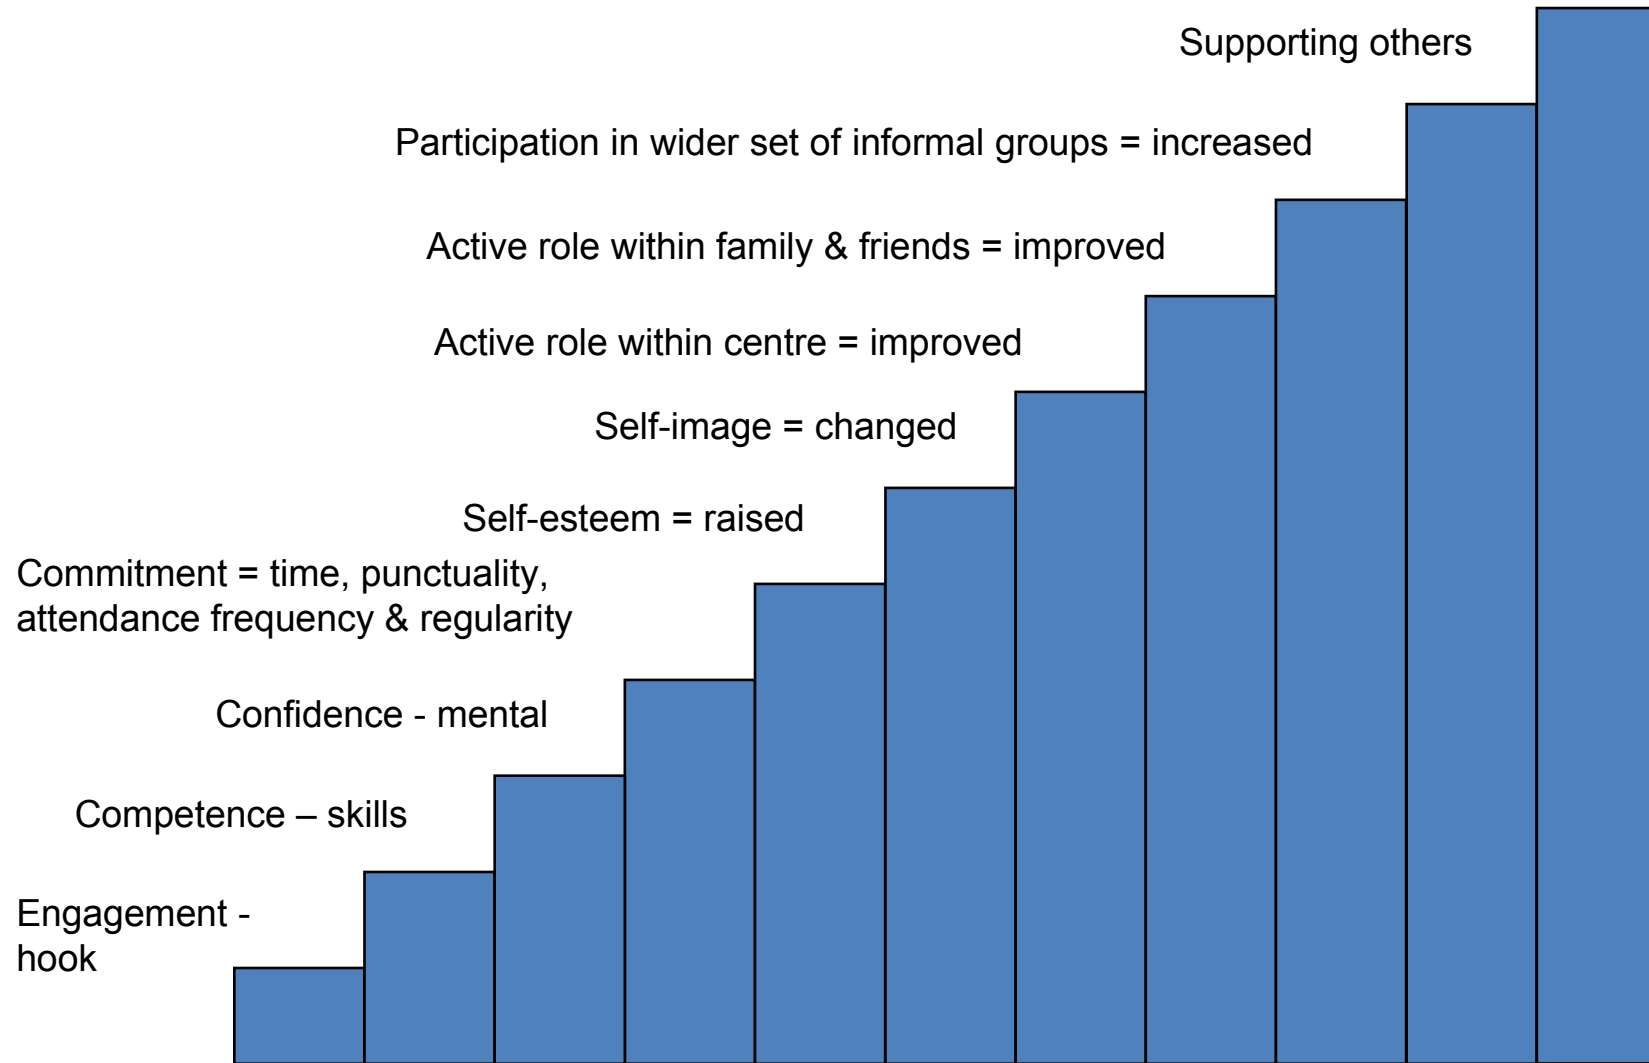 Supporting others
Participation in wider set of informal groups = increased
Active role within family & friends = improved
Active role within centre = improved
Self-image = changed
Self-esteem = raised
Commitment = time, punctuality,
attendance frequency & regularity
Confidence - mental
Competence – skills
Engagement -
hook